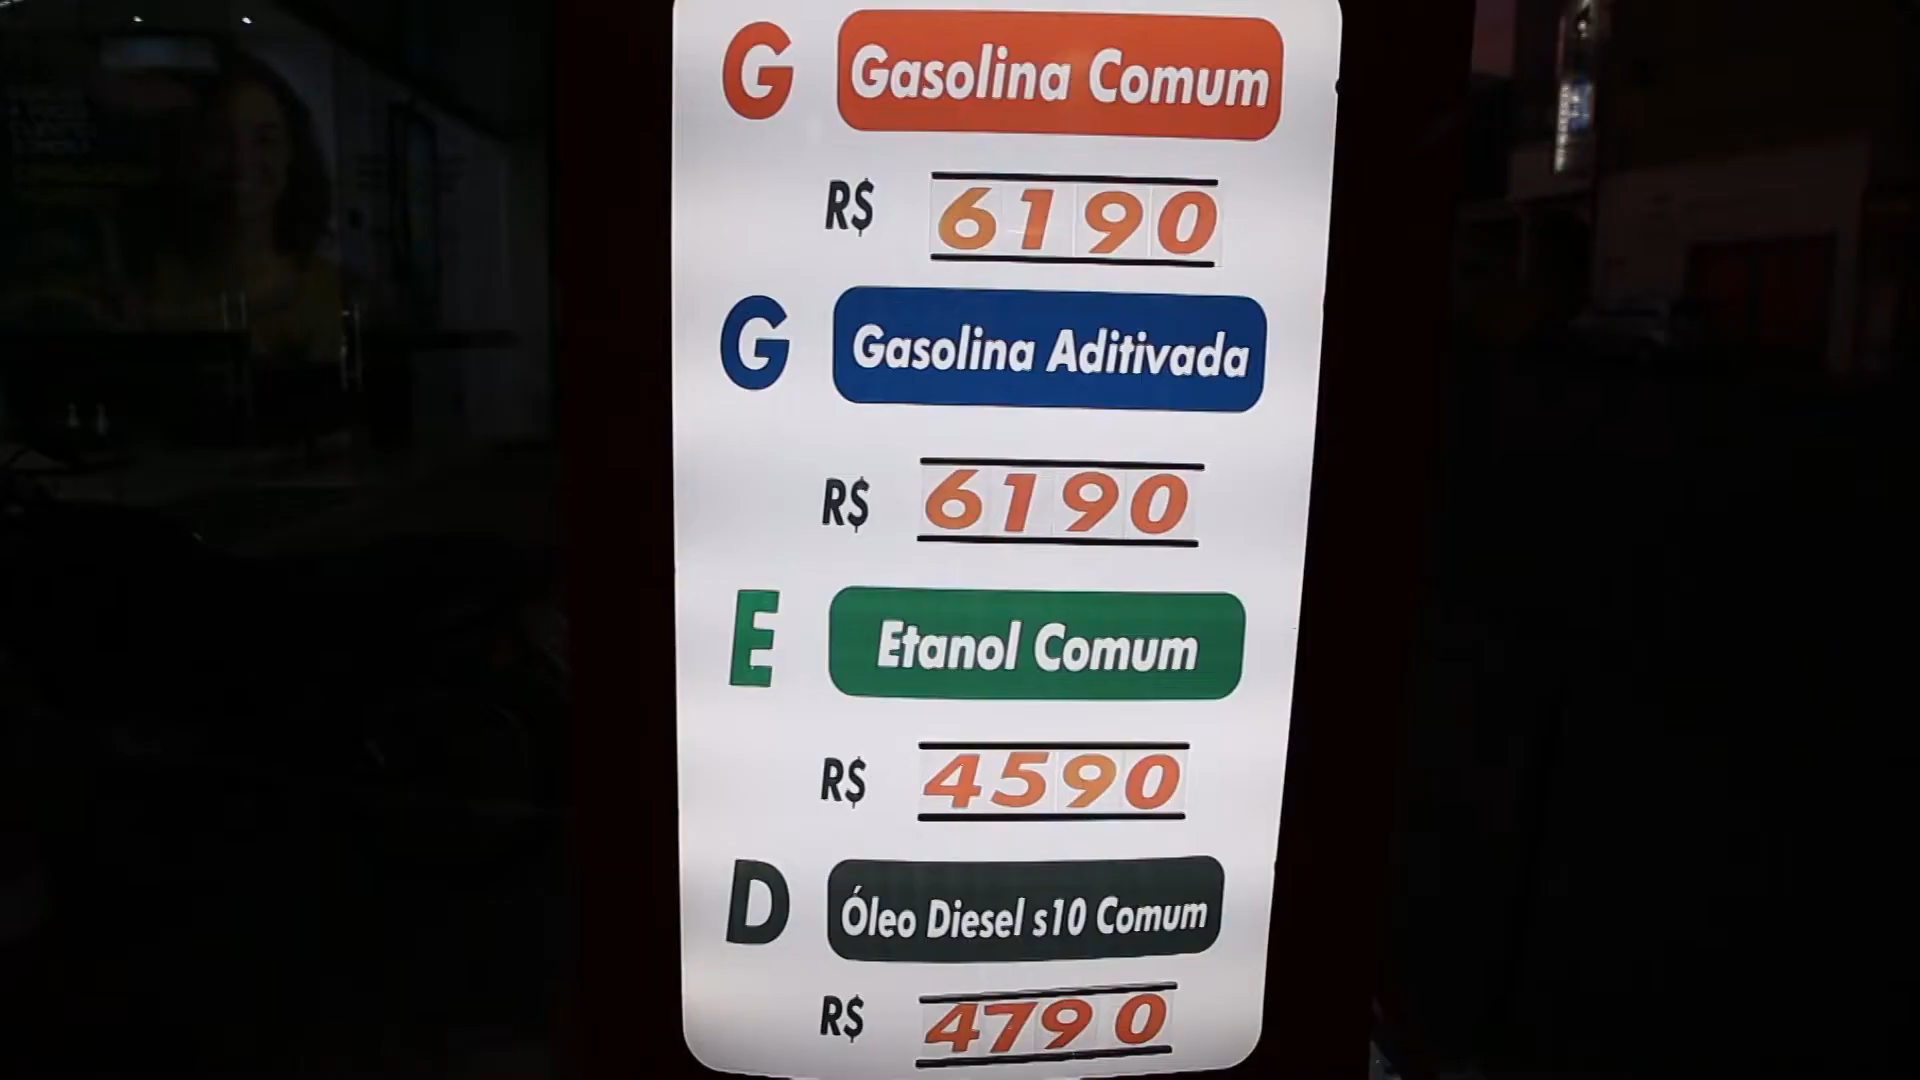 G Gasolina Comum
R$ 6190
G Gasolina Aditivada
R$ 6190
E Etanol Comum
R$ 4590
D Óleo Diesel s10 Comum
R$ 4790